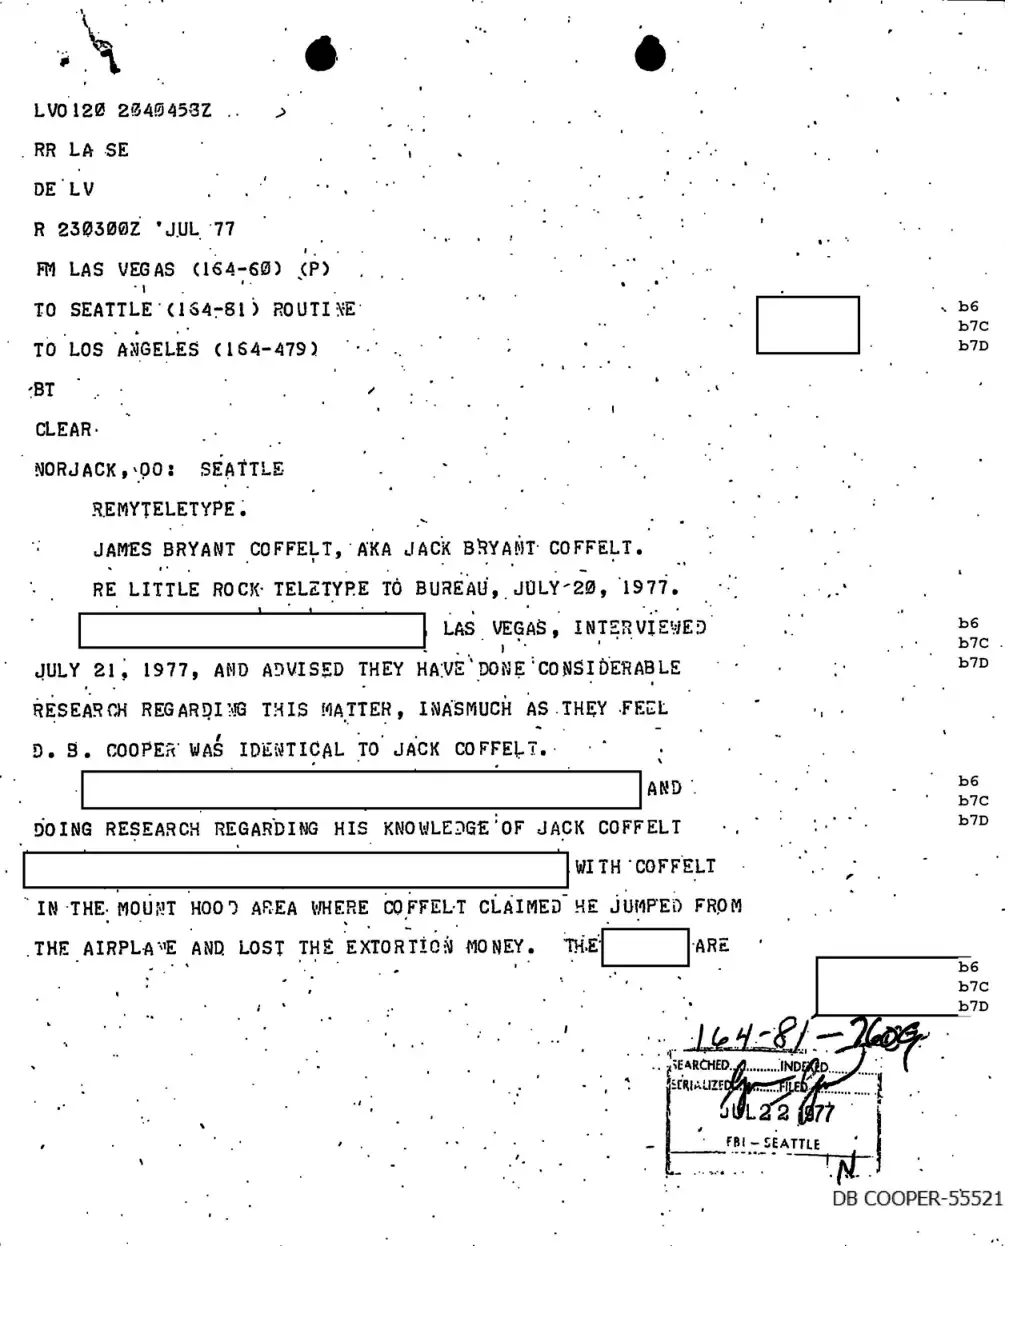 LV0120 2040453Z
RR LA SE
DE LV
R 230300Z JUL 77
FM LAS VEGAS (164-60) (P)
TO SEATTLE (164-81) ROUTINE
b6
b7C
TO LOS ANGELES (164-479)
b7D
BT
CLEAR
NORJACK, OO: SEATTLE
REMYTELETYPE.
JAMES BRYANT COFFELT, AKA JACK BRYANT COFFELT.
RE LITTLE ROCK TELETYPE TO BUREAU, JULY 20, 1977.
LAS VEGAS, INTERVIEWED
b6
b7C
b7D
JULY 21, 1977, AND ADVISED THEY HAVE DONE CONSIDERABLE
RESEARCH REGARDING THIS MATTER, INASMUCH AS THEY FEEL
D. B. COOPER WAS IDENTICAL TO JACK COFFELT.
AND
b6
b7C
b7D
DOING RESEARCH REGARDING HIS KNOWLEDGE OF JACK COFFELT
WITH COFFELT
IN THE MOUNT HOOD AREA WHERE COFFELT CLAIMED HE JUMPED FROM
THE AIRPLANE AND LOST THE EXTORTION MONEY. THE ARE
b6
b7C
b7D
164-81-
SEARCHED INDEXED
SERIALIZED FILED
JUL 22 1977
FBI - SEATTLE
N
DB COOPER-55521